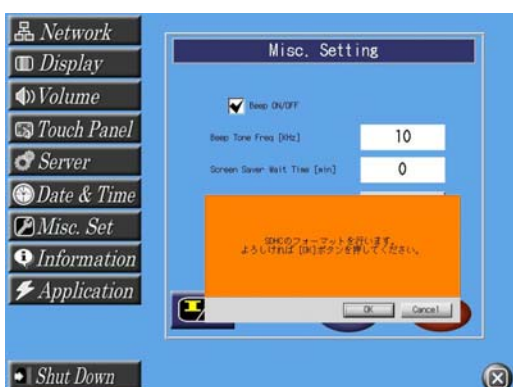 Network
Display
Volume
Touch Panel
Server
Date & Time
Misc. Set
Information
Application
Shut Down
Misc. Setting
Beep ON/OFF
Beep Tone Freq [KHz]
10
Screen Saver Wait Time [min]
0
SDHCのフォーマットを行います。
よろしければ [OK]ボタンを押してください。
OK
Cancel